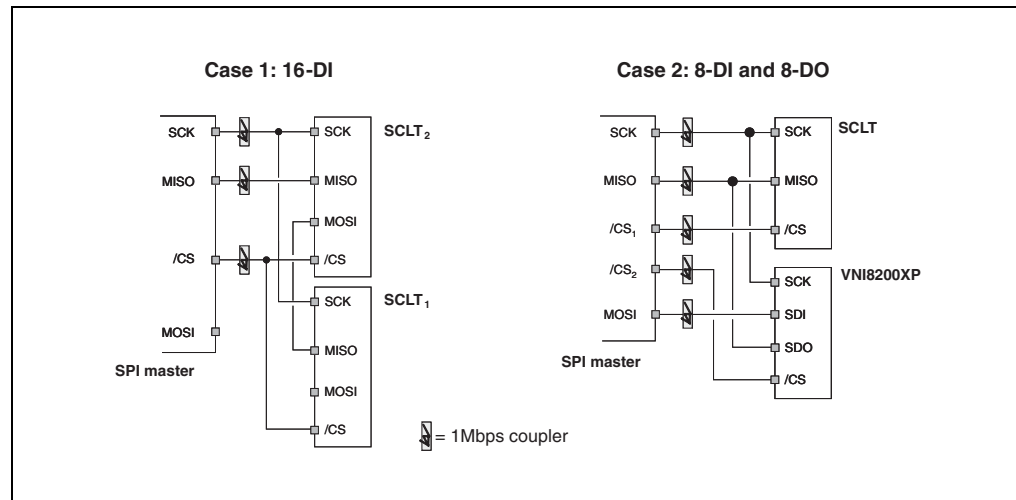 Case 1: 16-DI
SCK
MISO
/CS
MOSI
SPI master
SCK
MISO
MOSI
/CS
SCLT₂
SCK
MISO
MOSI
/CS
SCLT₁
= 1Mbps coupler
Case 2: 8-DI and 8-DO
SCK
MISO
/CS₁
/CS₂
MOSI
SPI master
SCK
MISO
/CS
SCLT
VNI8200XP
SCK
SDI
SDO
/CS